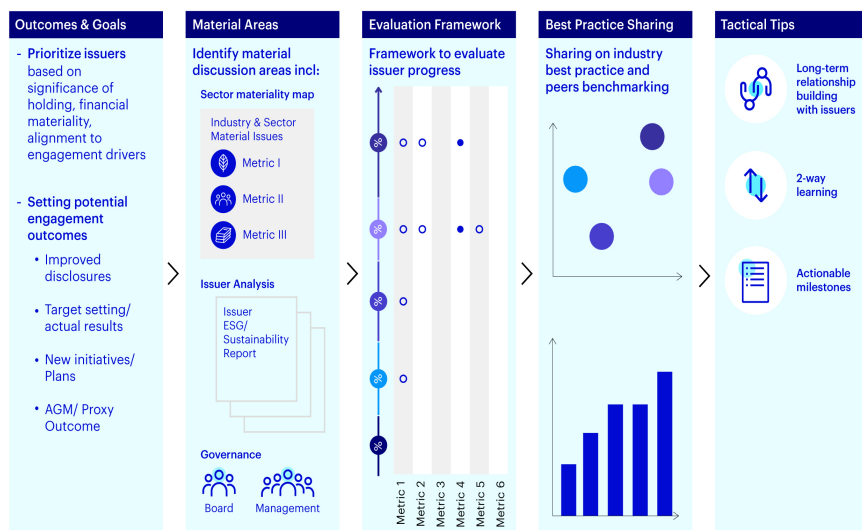 Outcomes & Goals
- Prioritize issuers
based on
significance of
holding, financial
materiality,
alignment to
engagement drivers
- Setting potential
engagement
outcomes
• Improved
disclosures
• Target setting/
actual results
• New initiatives/
Plans
• AGM/ Proxy
Outcome
Material Areas
Identify material
discussion areas incl:
Sector materiality map
Industry & Sector
Material Issues
Metric I
Metric II
Metric III
Issuer Analysis
Issuer
ESG/
Sustainability
Report
Governance
Board
Management
Evaluation Framework
Framework to evaluate
issuer progress
%
%
%
%
%
Metric 1
Metric 2
Metric 3
Metric 4
Metric 5
Metric 6
Best Practice Sharing
Sharing on industry
best practice and
peers benchmarking
Tactical Tips
Long-term
relationship
building
with issuers
2-way
learning
Actionable
milestones